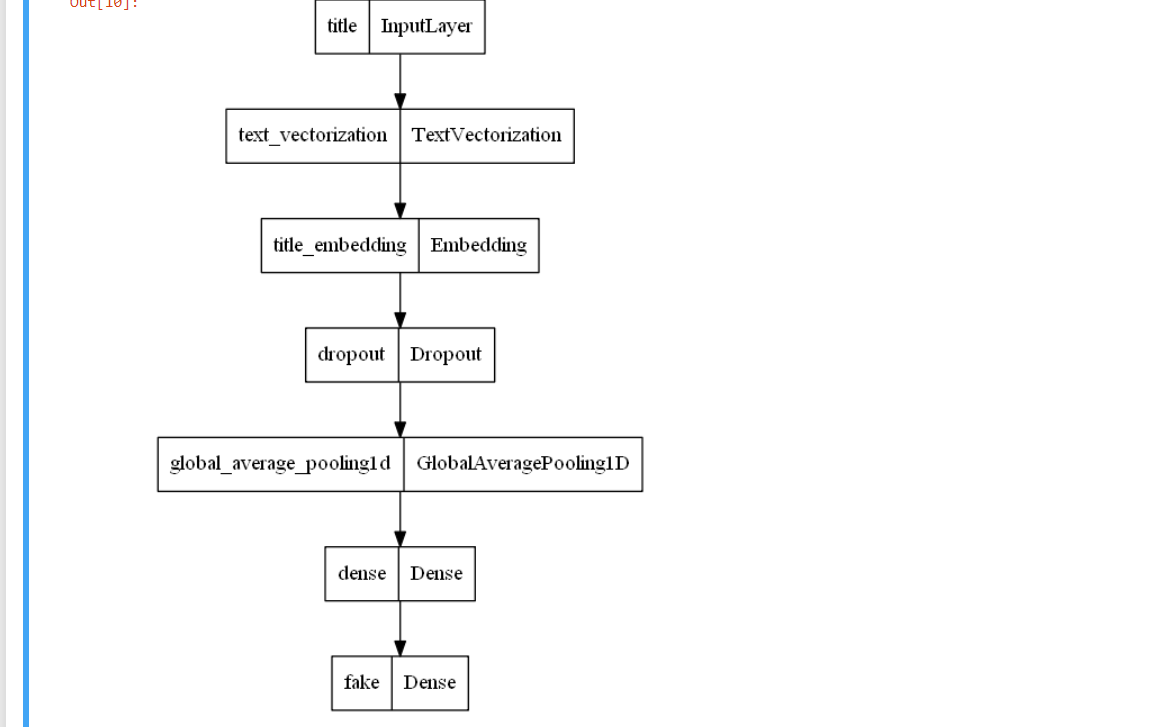 Out[10]:
title InputLayer
text_vectorization TextVectorization
title_embedding Embedding
dropout Dropout
global_average_pooling1d GlobalAveragePooling1D
dense Dense
fake Dense